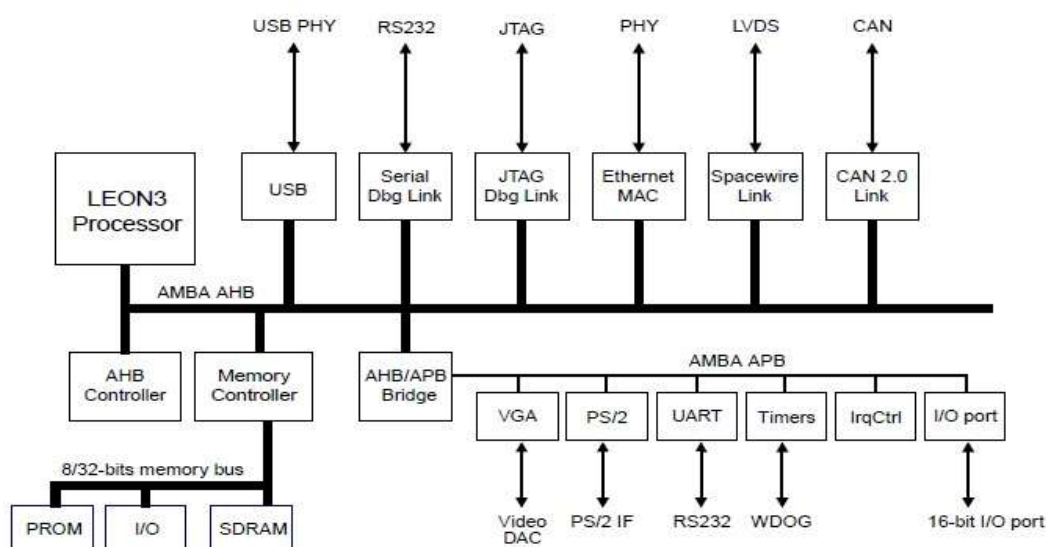 USB PHY
RS232
JTAG
PHY
LVDS
CAN
LEON3
Processor
USB
Serial
Dbg Link
JTAG
Dbg Link
Ethernet
MAC
Spacewire
Link
CAN 2.0
Link
AMBA AHB
AHB
Controller
Memory
Controller
AHB/APB
Bridge
AMBA APB
VGA
PS/2
UART
Timers
IrqCtrl
I/O port
8/32-bits memory bus
PROM
I/O
SDRAM
Video
DAC
PS/2 IF
RS232
WDOG
16-bit I/O port